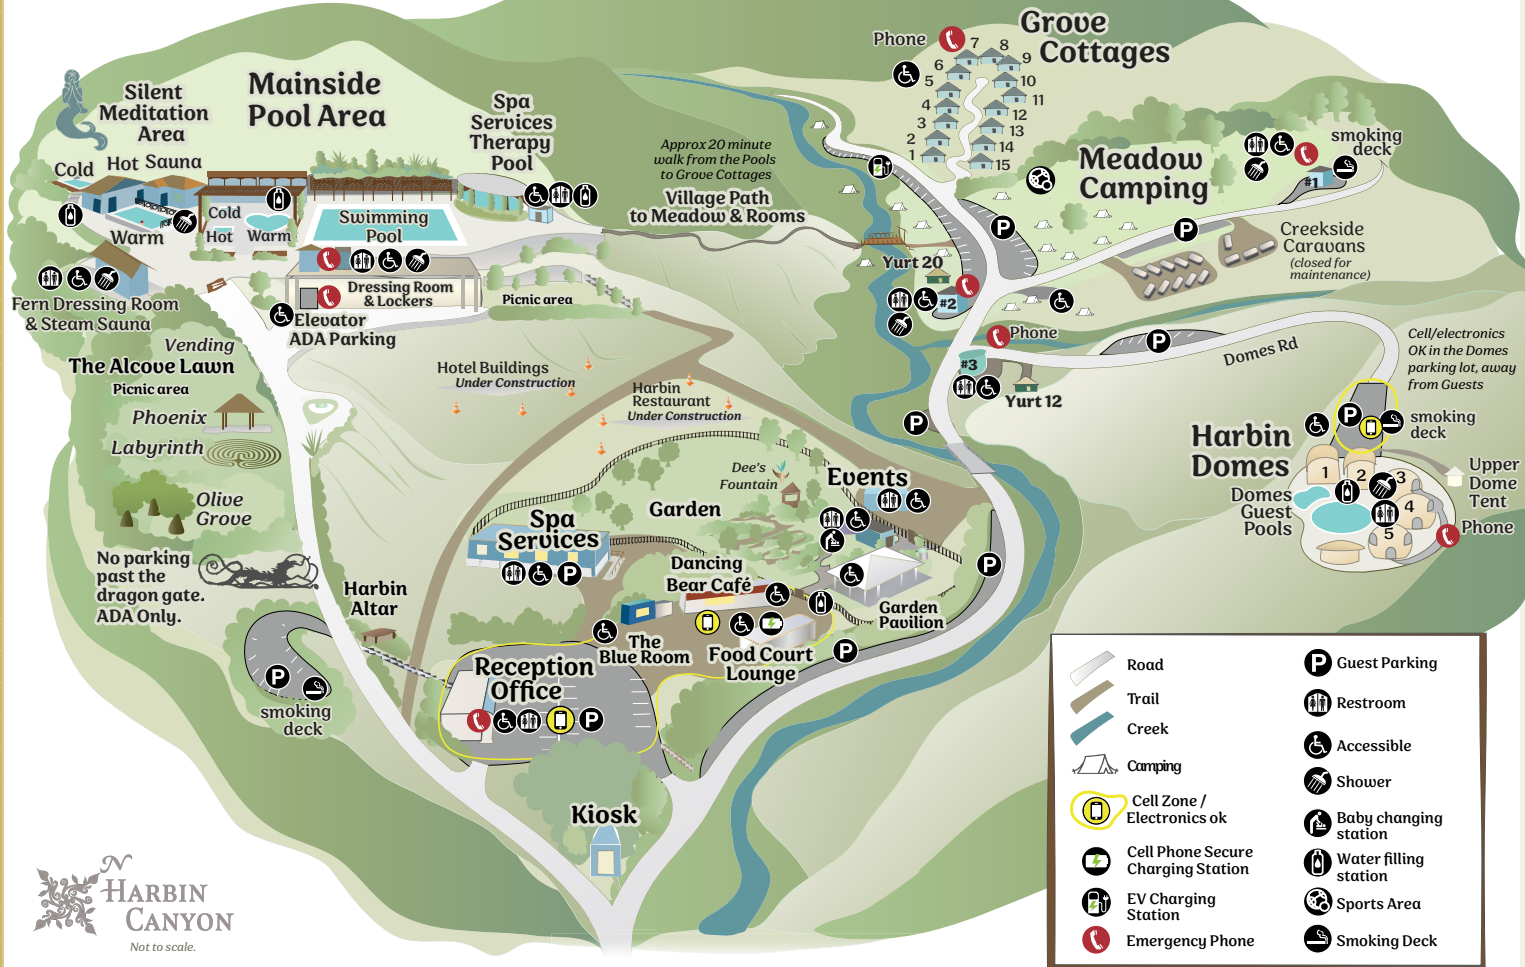 Grove
Cottages
Phone
7
8
6
9
5
10
4
11
3
12
2
13
1
14
15
Mainside
Pool Area
Silent
Meditation
Area
Spa
Services
Therapy
Pool
Cold
Hot
Sauna
Warm
Cold
Hot
Warm
Swimming
Pool
Approx 20 minute
walk from the Pools
to Grove Cottages
Village Path
to Meadow & Rooms
Meadow
Camping
smoking
deck
#1
P
P
Creekside
Caravans
(closed for
maintenance)
Yurt 20
#2
Fern Dressing Room
& Steam Sauna
Dressing Room
& Lockers
Picnic area
Elevator
ADA Parking
Vending
The Alcove Lawn
Picnic area
Phoenix
Labyrinth
Olive
Grove
No parking
past the
dragon gate.
ADA Only.
Hotel Buildings
Under Construction
Harbin
Restaurant
Under Construction
Phone
#3
Yurt 12
P
P
Domes Rd
Cell/electronics
OK in the Domes
parking lot, away
from Guests
P
smoking
deck
Harbin
Domes
Domes
Guest
Pools
1
2
3
4
5
Upper
Dome
Tent
Phone
Dee's
Fountain
Events
Garden
Spa
Services
P
Dancing
Bear Café
Garden
Pavilion
P
The
Blue Room
Food Court
Lounge
P
Harbin
Altar
P
smoking
deck
Reception
Office
P
Kiosk
N
Harbin
Canyon
Not to scale.
Road
Trail
Creek
Camping
Cell Zone /
Electronics ok
Cell Phone Secure
Charging Station
EV Charging
Station
Emergency Phone
P Guest Parking
Restroom
Accessible
Shower
Baby changing
station
Water filling
station
Sports Area
Smoking Deck